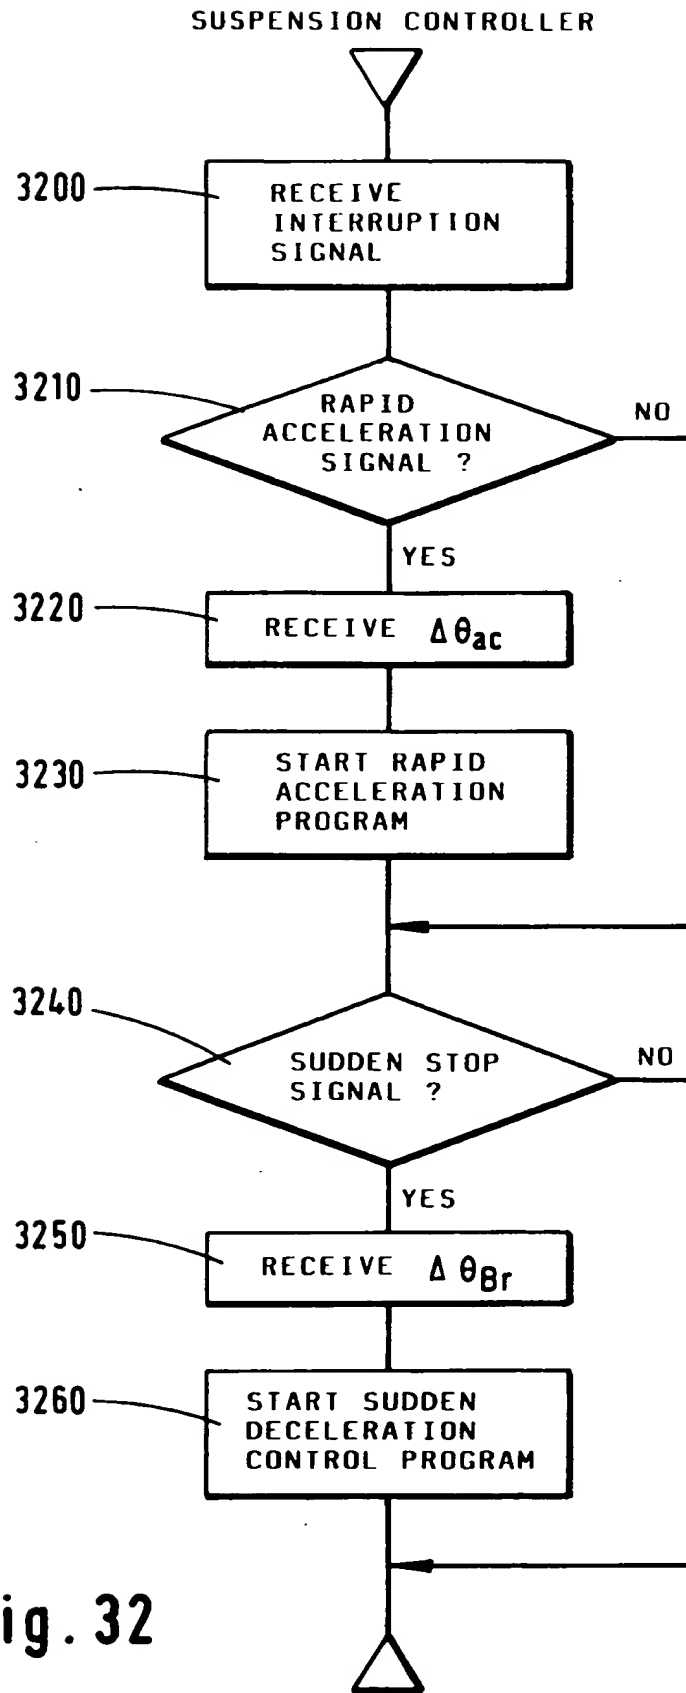 SUSPENSION CONTROLLER
3200
RECEIVE
INTERRUPTION
SIGNAL
3210
RAPID
ACCELERATION
SIGNAL ?
NO
YES
3220
RECEIVE Δθac
3230
START RAPID
ACCELERATION
PROGRAM
3240
SUDDEN STOP
SIGNAL ?
NO
YES
3250
RECEIVE Δ θBr
3260
START SUDDEN
DECELERATION
CONTROL PROGRAM
ig. 32